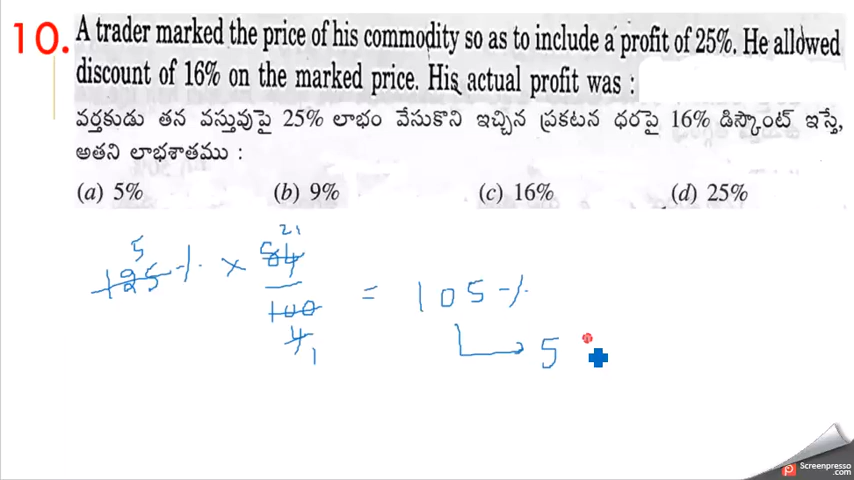 10. A trader marked the price of his commodity so as to include a profit of 25%. He allowed
discount of 16% on the marked price. His actual profit was :
వర్తకుడు తన వస్తువుపై 25% లాభం వేసుకొని ఇచ్చిన ప్రకటన ధరపై 16% డిస్కౌంట్ ఇస్తే,
అతని లాభశాతము :
(a) 5% (b) 9% (c) 16% (d) 25%
5 21
125% × 84
100 = 105%
4 1
5
Screenpresso
.com